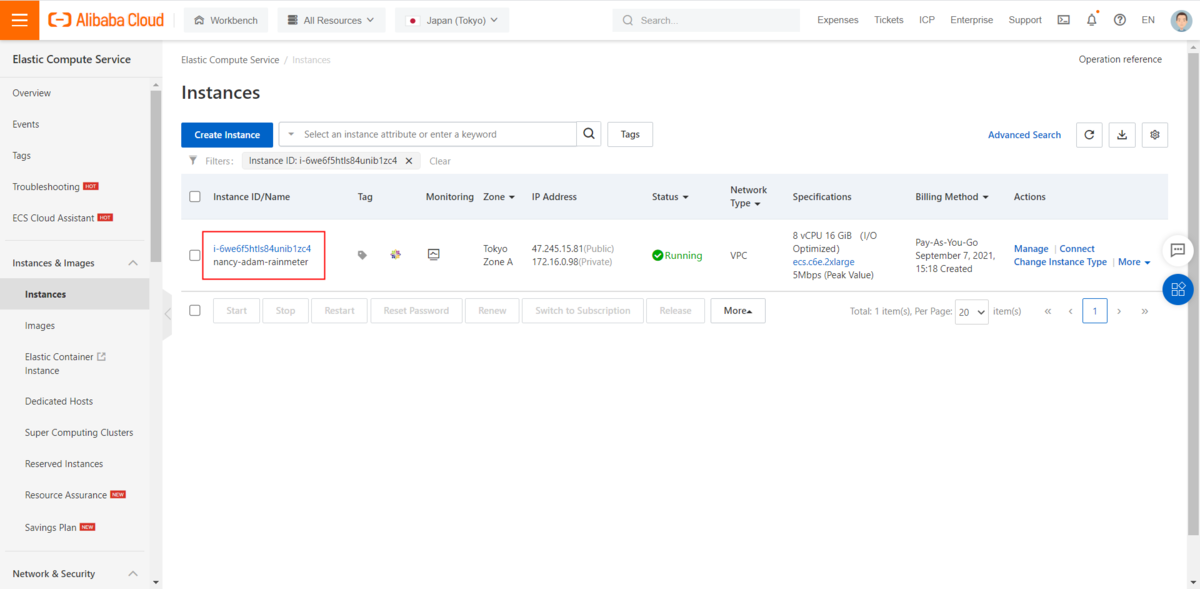 Alibaba Cloud
Workbench
All Resources
Japan (Tokyo)
Search...
Expenses
Tickets
ICP
Enterprise
Support
EN
Elastic Compute Service
Overview
Events
Tags
Troubleshooting HOT
ECS Cloud Assistant HOT
Instances & Images
Instances
Images
Elastic Container
Instance
Dedicated Hosts
Super Computing Clusters
Reserved Instances
Resource Assurance NEW
Savings Plan NEW
Network & Security
Elastic Compute Service / Instances
Operation reference
Instances
Create Instance
Select an instance attribute or enter a keyword
Tags
Advanced Search
Filters:
Instance ID: i-6we6f5htls84unib1zc4
Clear
Instance ID/Name
Tag
Monitoring
Zone
IP Address
Status
Network
Type
Specifications
Billing Method
Actions
i-6we6f5htls84unib1zc4
nancy-adam-rainmeter
Tokyo
Zone A
47.245.15.81(Public)
172.16.0.98(Private)
Running
VPC
8 vCPU 16 GiB (I/O
Optimized)
ecs.c6e.2xlarge
5Mbps (Peak Value)
Pay-As-You-Go
September 7, 2021,
15:18 Created
Manage | Connect
Change Instance Type | More
Start
Stop
Restart
Reset Password
Renew
Switch to Subscription
Release
More
Total: 1 item(s), Per Page: 20 item(s)
« ‹ 1 › »